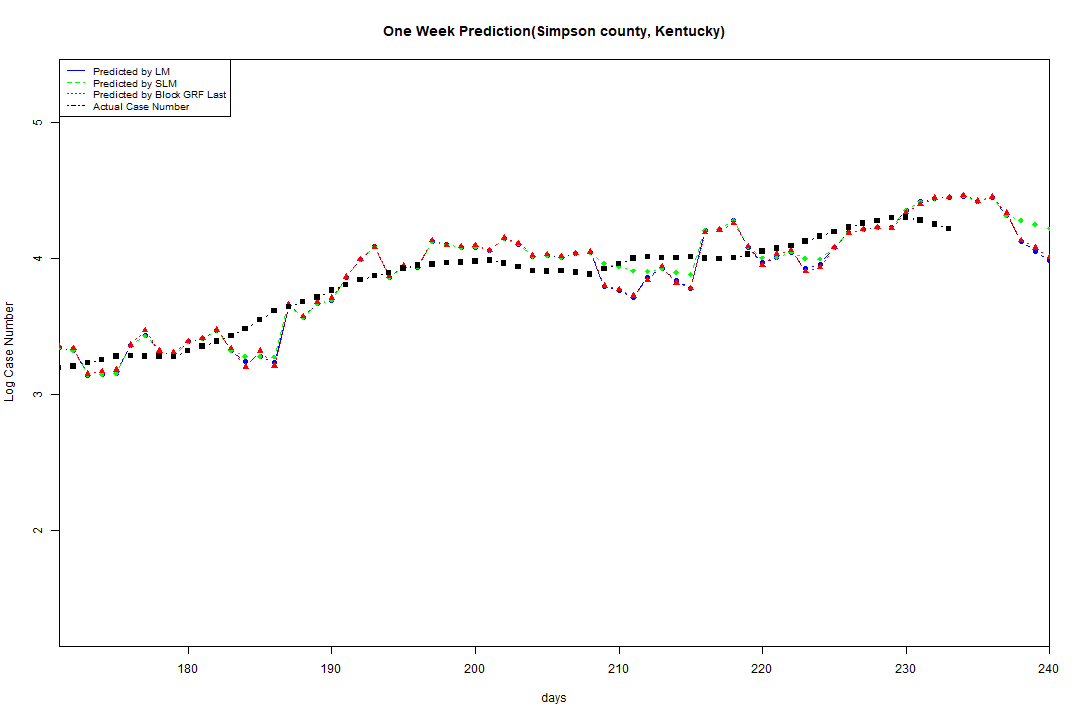 One Week Prediction(Simpson county, Kentucky)
Predicted by LM
Predicted by SLM
Predicted by Block GRF Last
Actual Case Number
5
4
3
2
Log Case Number
180 190 200 210 220 230 240
days